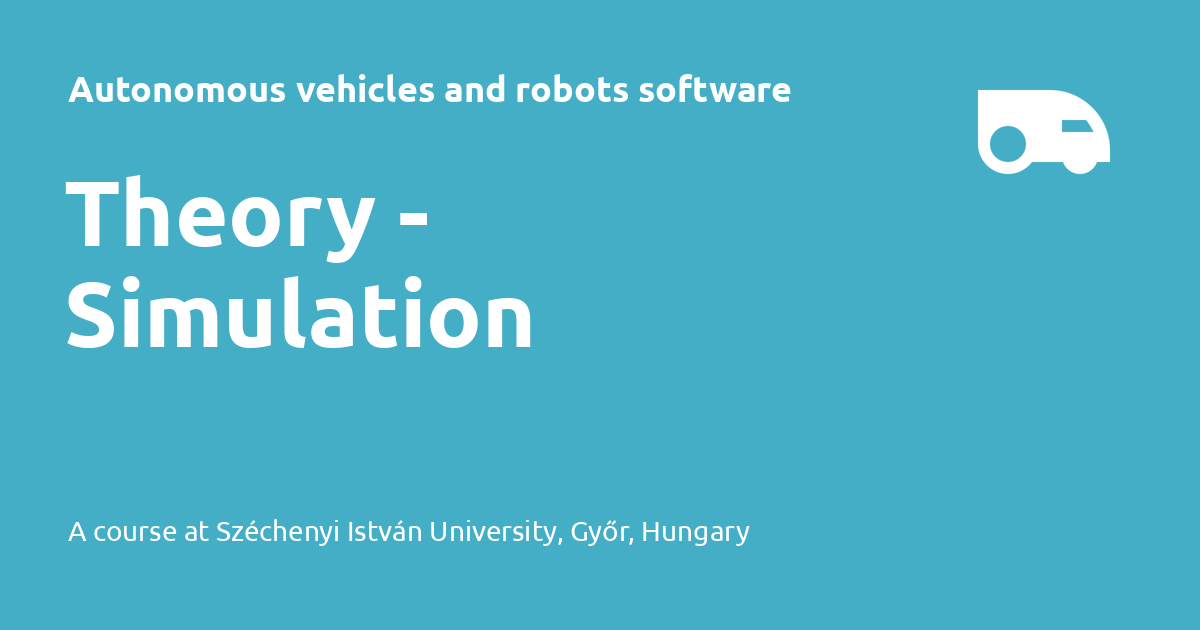 Autonomous vehicles and robots software
Theory -
Simulation
A course at Széchenyi István University, Győr, Hungary